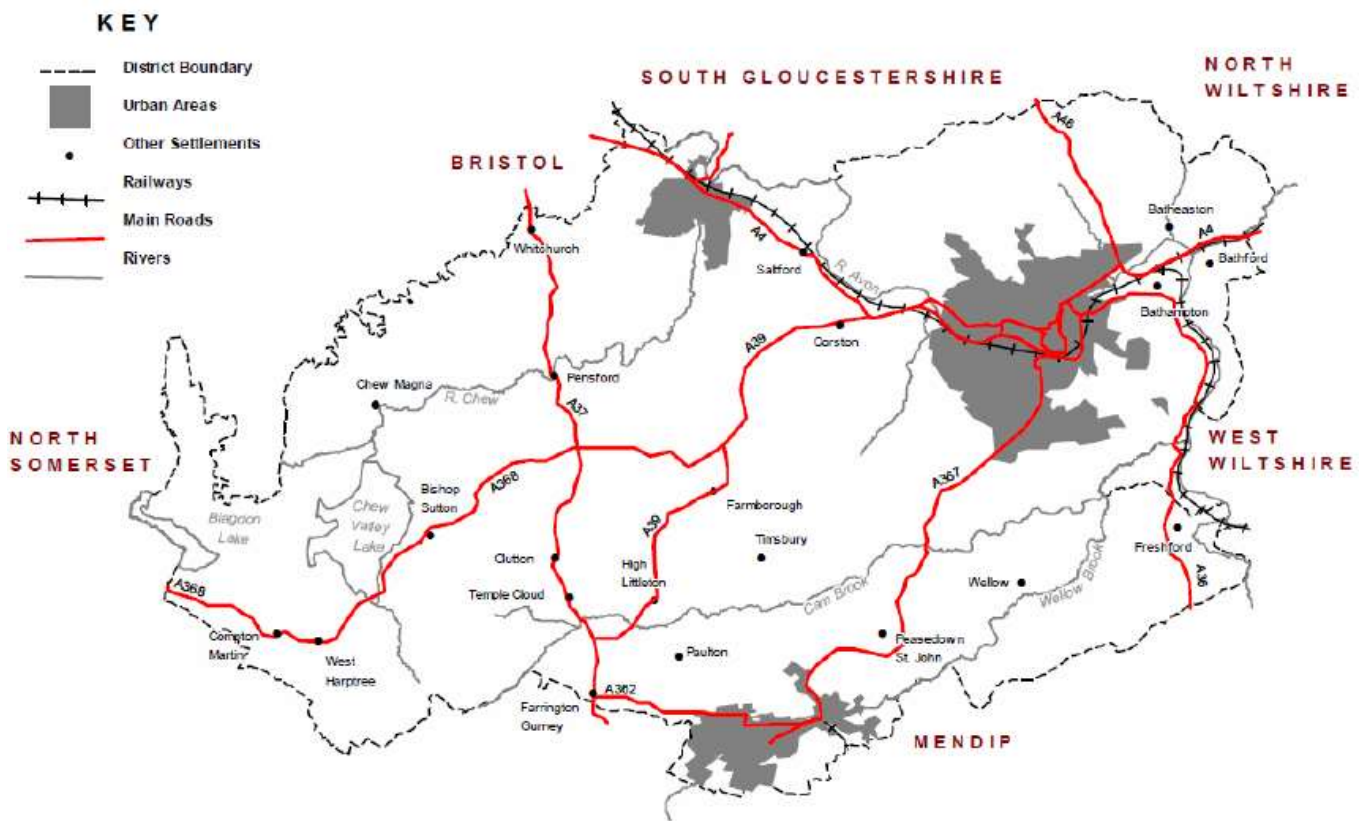 KEY
District Boundary
Urban Areas
Other Settlements
Railways
Main Roads
Rivers
SOUTH GLOUCESTERSHIRE
NORTH
WILTSHIRE
BRISTOL
A46
Whitchurch
A4
Saltford
R. Avon
Batheaston
A4
Bathford
Bathampton
Corston
A39
Chew Magna
R. Chew
Pensford
A37
NORTH
SOMERSET
WEST
WILTSHIRE
Blagdon
Lake
Chew
Valley
Lake
Bishop
Sutton
A368
Farmborough
A39
Timsbury
A367
Clutton
High
Littleton
Temple Cloud
Cam Brook
Wellow
Wellow Brook
Freshford
A36
A368
Compton
Martin
West
Harptree
Paulton
Peasedown
St. John
A362
Farrington
Gurney
MENDIP